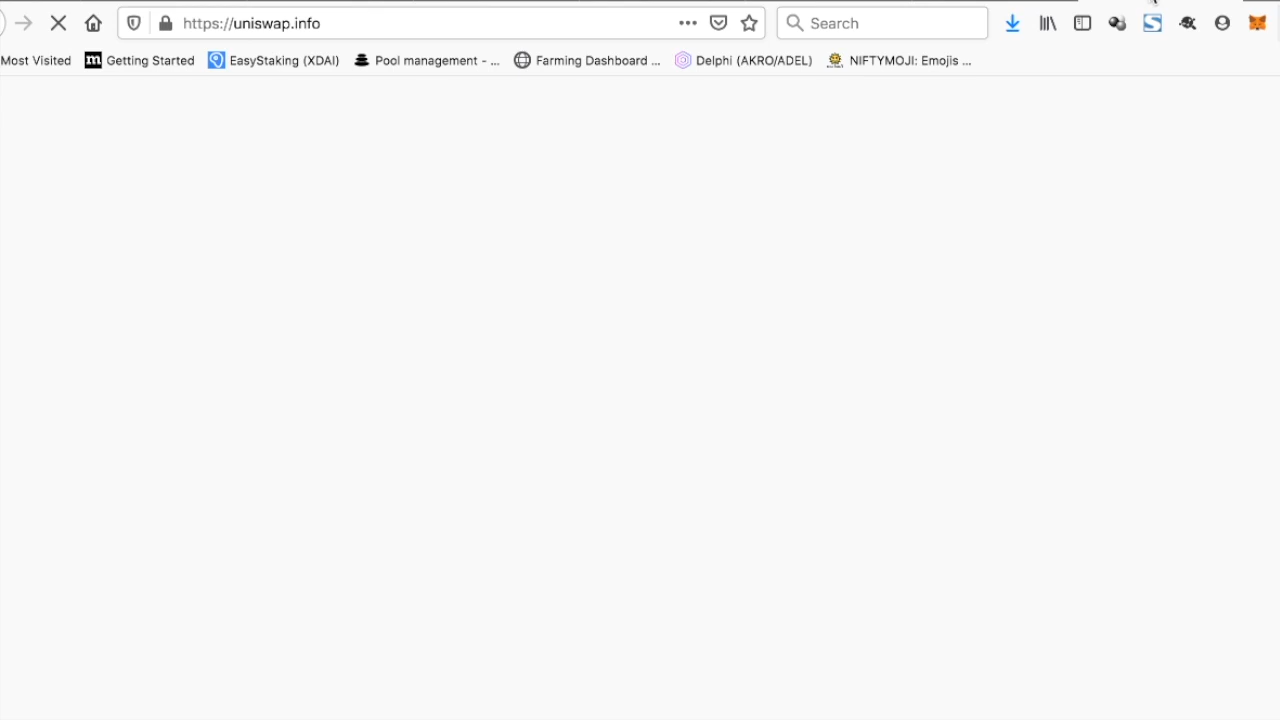 https://uniswap.info
Search
Most Visited
Getting Started
EasyStaking (XDAI)
Pool management - ...
Farming Dashboard ...
Delphi (AKRO/ADEL)
NIFTYMOJI: Emojis ...